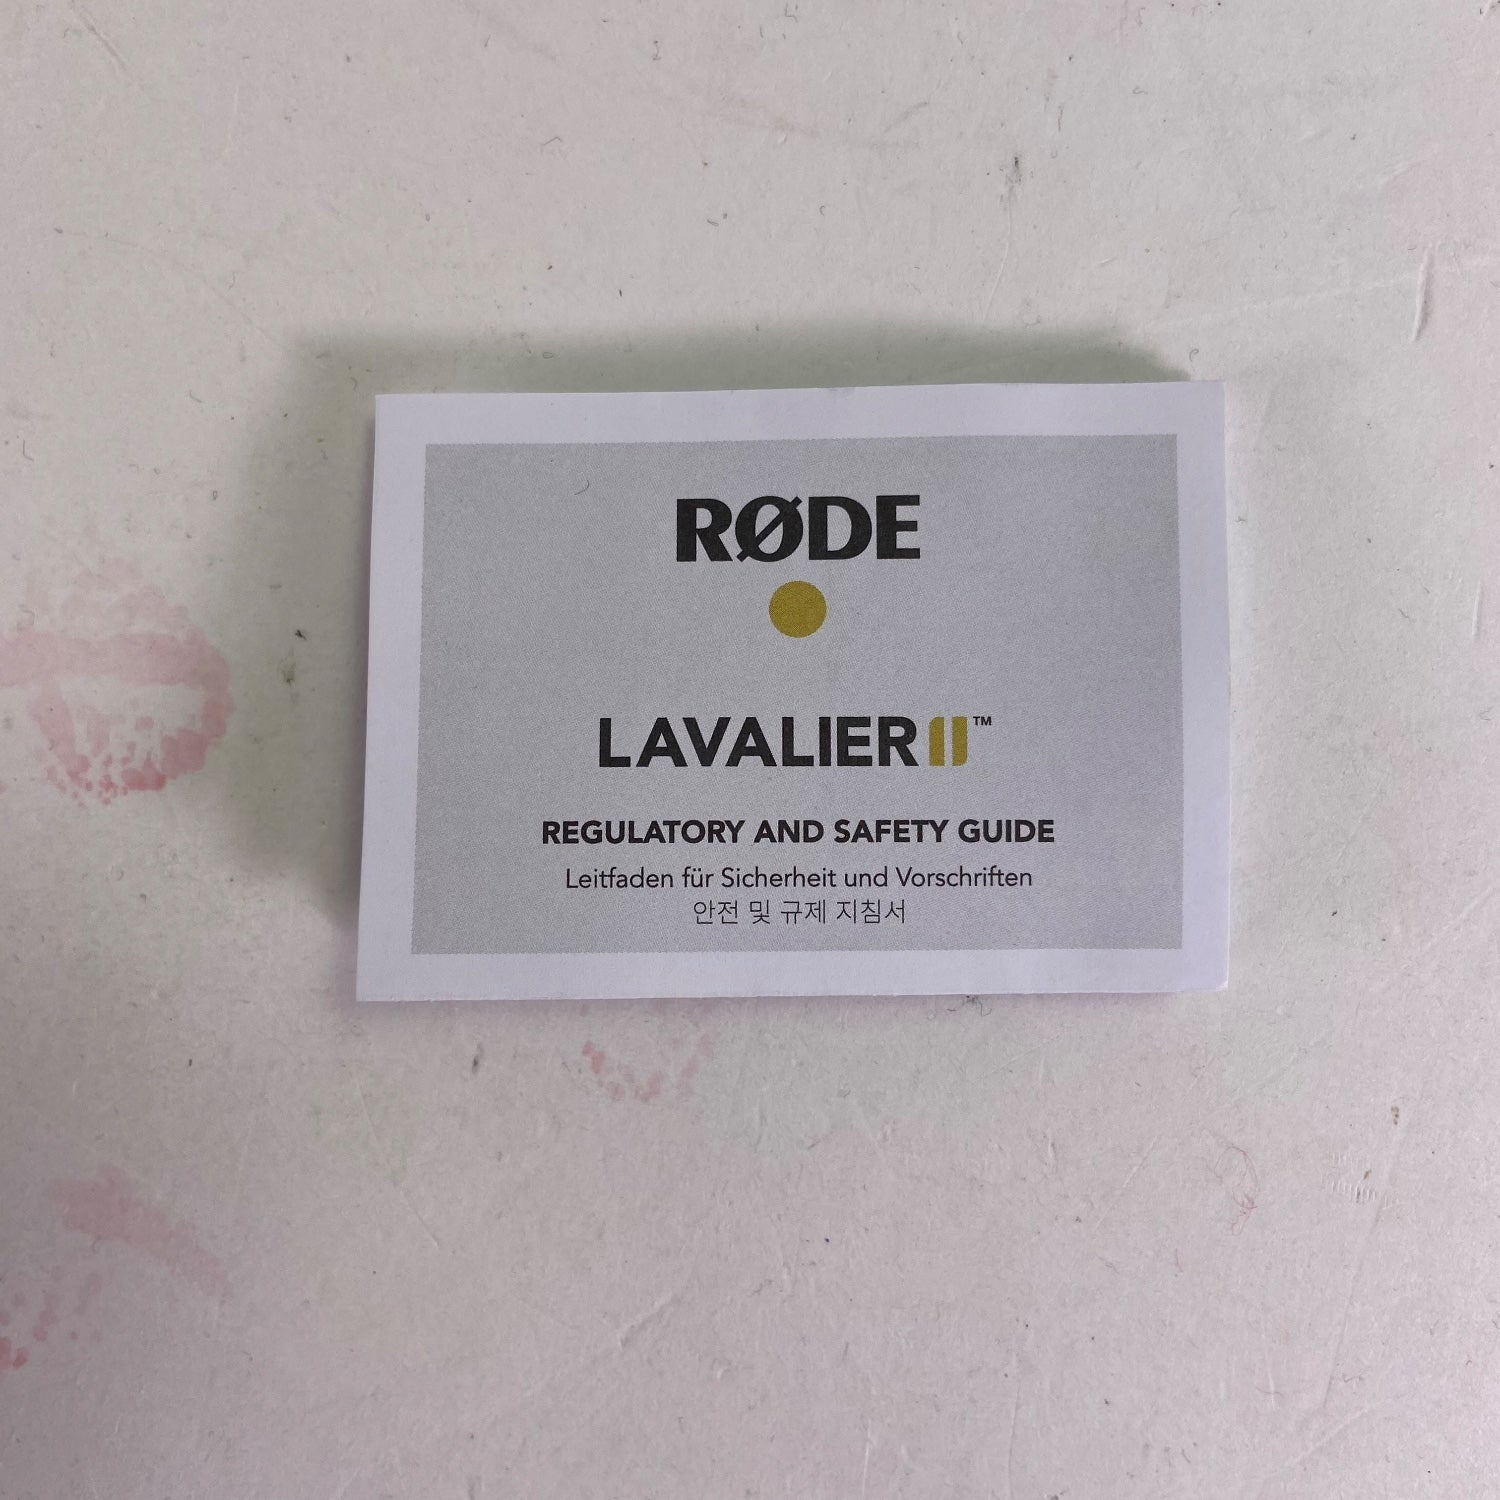 RØDE
LAVALIER II™
REGULATORY AND SAFETY GUIDE
Leitfaden für Sicherheit und Vorschriften
안전 및 규제 지침서